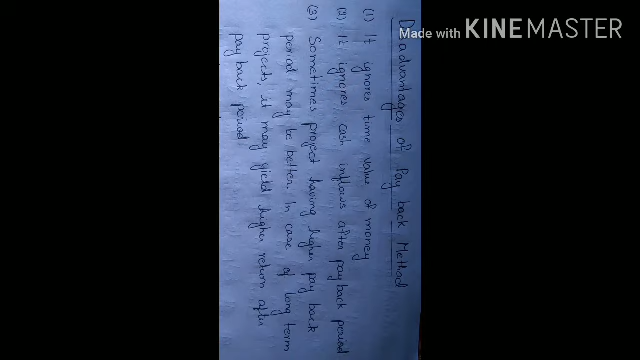 Made with KINEMASTER
Disadvantages of Pay back Method
(1) It ignores time value of money
(2) It ignores cash inflows after pay back period
(3) Sometimes project having higher pay back
period may be better. In case of long term
projects, it may yield higher return after
pay back period.